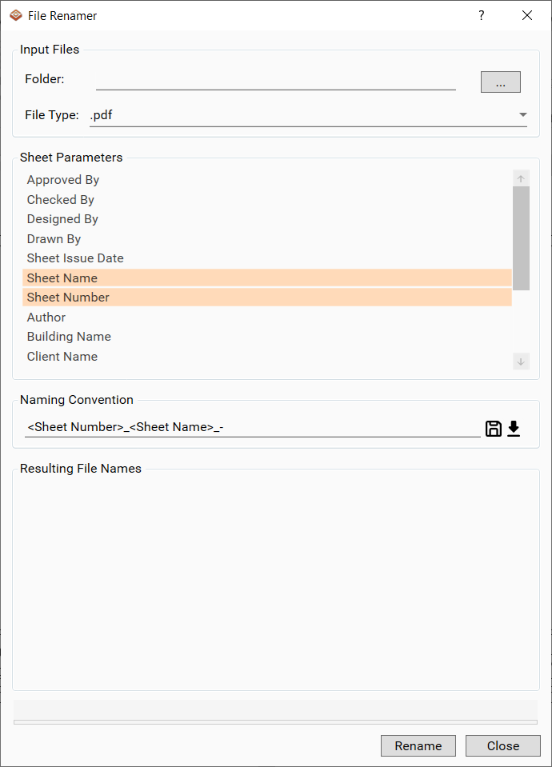 File Renamer
?
Input Files
Folder:
...
File Type: .pdf
Sheet Parameters
Approved By
Checked By
Designed By
Drawn By
Sheet Issue Date
Sheet Name
Sheet Number
Author
Building Name
Client Name
Naming Convention
<Sheet Number>_<Sheet Name>_-
Resulting File Names
Rename Close